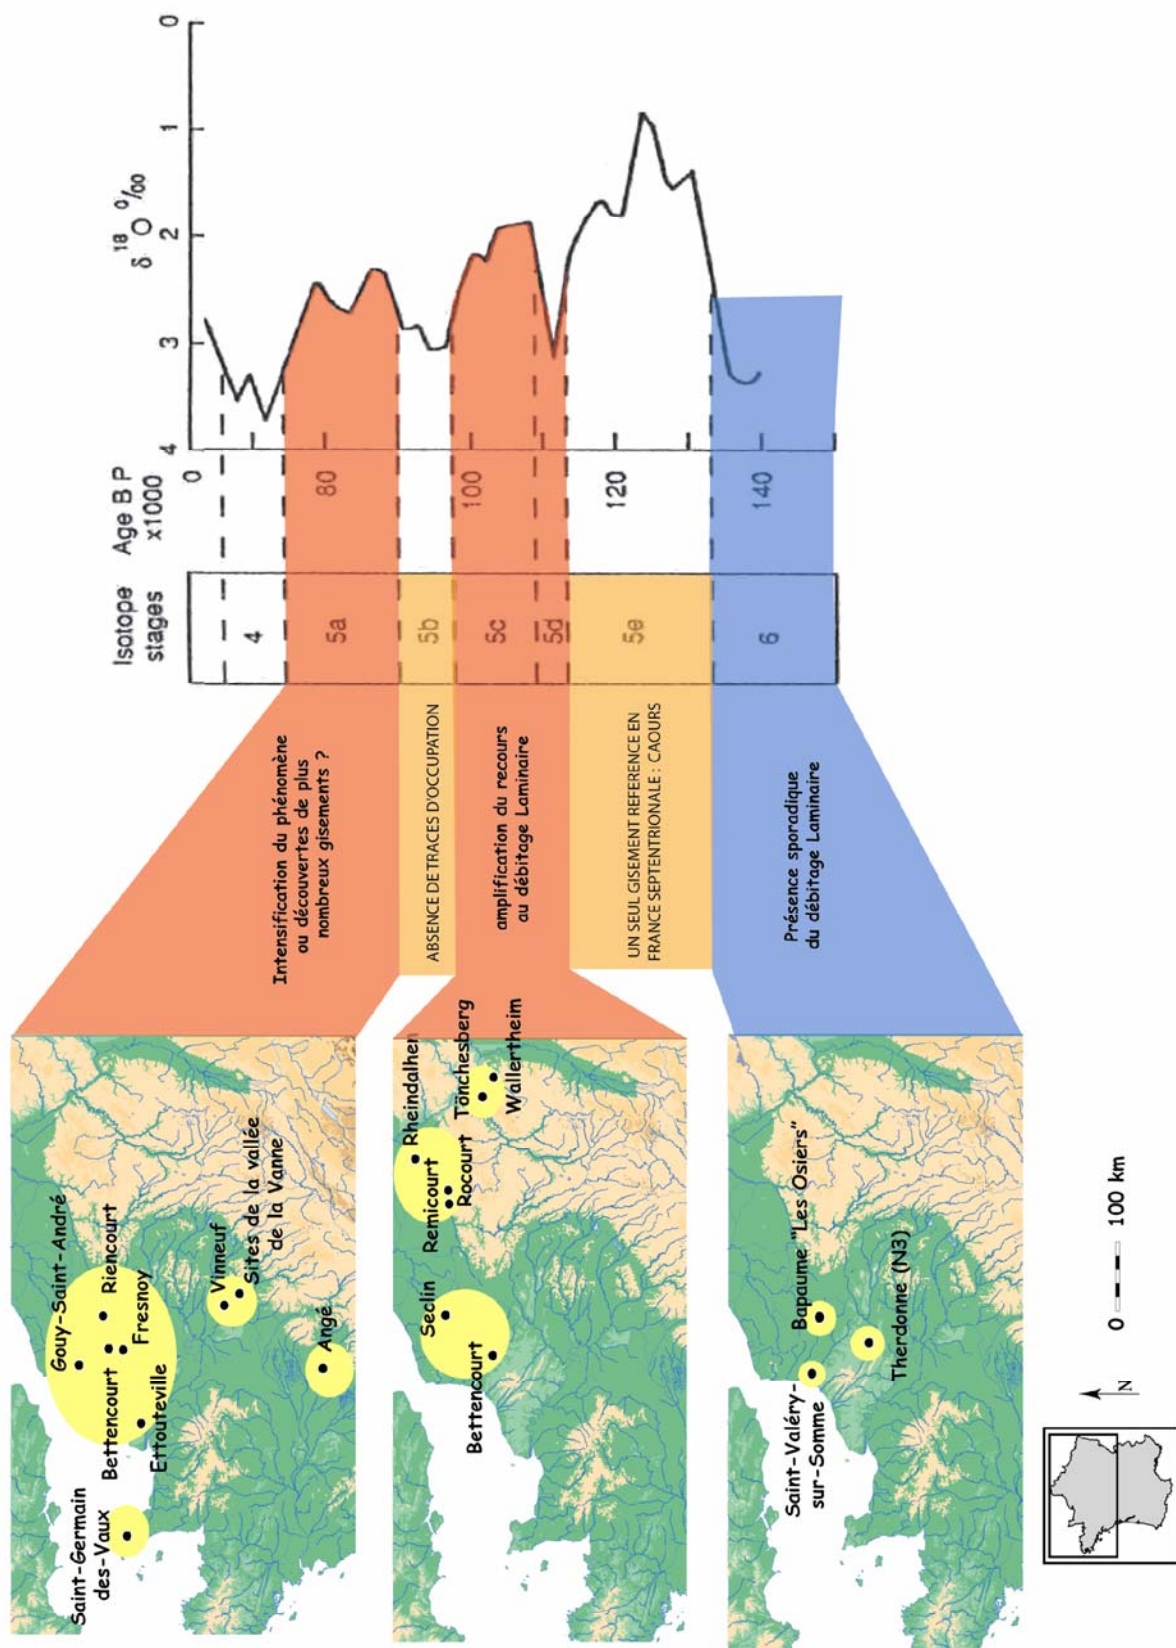 Saint-Germain
des-Vaux
Gouy-Saint-André
Bettencourt
Ettouteville
Riencourt
Fresnoy
Vinneuf
Sites de la vallée
de la Vanne
Angé
Intensification du phénomène
ou découvertes de plus
nombreux gisements ?
ABSENCE DE TRACES D'OCCUPATION
Seclin
Bettencourt
Remicourt
Rocourt
Rheindalhen
Tönchesberg
Wallertheim
amplification du recours
au débitage Laminaire
UN SEUL GISEMENT REFERENCE EN
FRANCE SEPTENTRIONALE : CAOURS
Saint-Valéry-
sur-Somme
Bapaume "Les Osiers"
Therdonne (N3)
Présence sporadique
du débitage Laminaire
Isotope
stages
4
5a
5b
5c
5d
5e
6
Age B P
x1000
0
80
100
120
140
δ 18 O 0/00
4
3
2
1
0
N
0
100 km